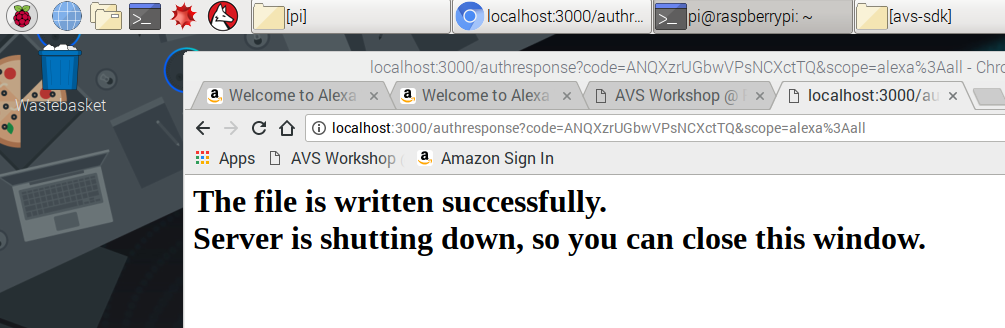 [pi]
localhost:3000/authr...
pi@raspberrypi: ~
[avs-sdk]
Wastebasket
localhost:3000/authresponse?code=ANQXzrUGbwVPsNCXctTQ&scope=alexa%3Aall - Chro
Welcome to Alexa
Welcome to Alexa
AVS Workshop @
localhost:3000/au
localhost:3000/authresponse?code=ANQXzrUGbwVPsNCXctTQ&scope=alexa%3Aall
Apps
AVS Workshop
Amazon Sign In
The file is written successfully.
Server is shutting down, so you can close this window.